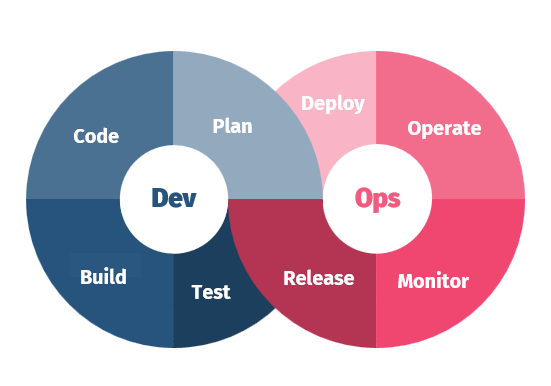 Plan
Deploy
Code
Operate
Dev
Ops
Build
Test
Release
Monitor